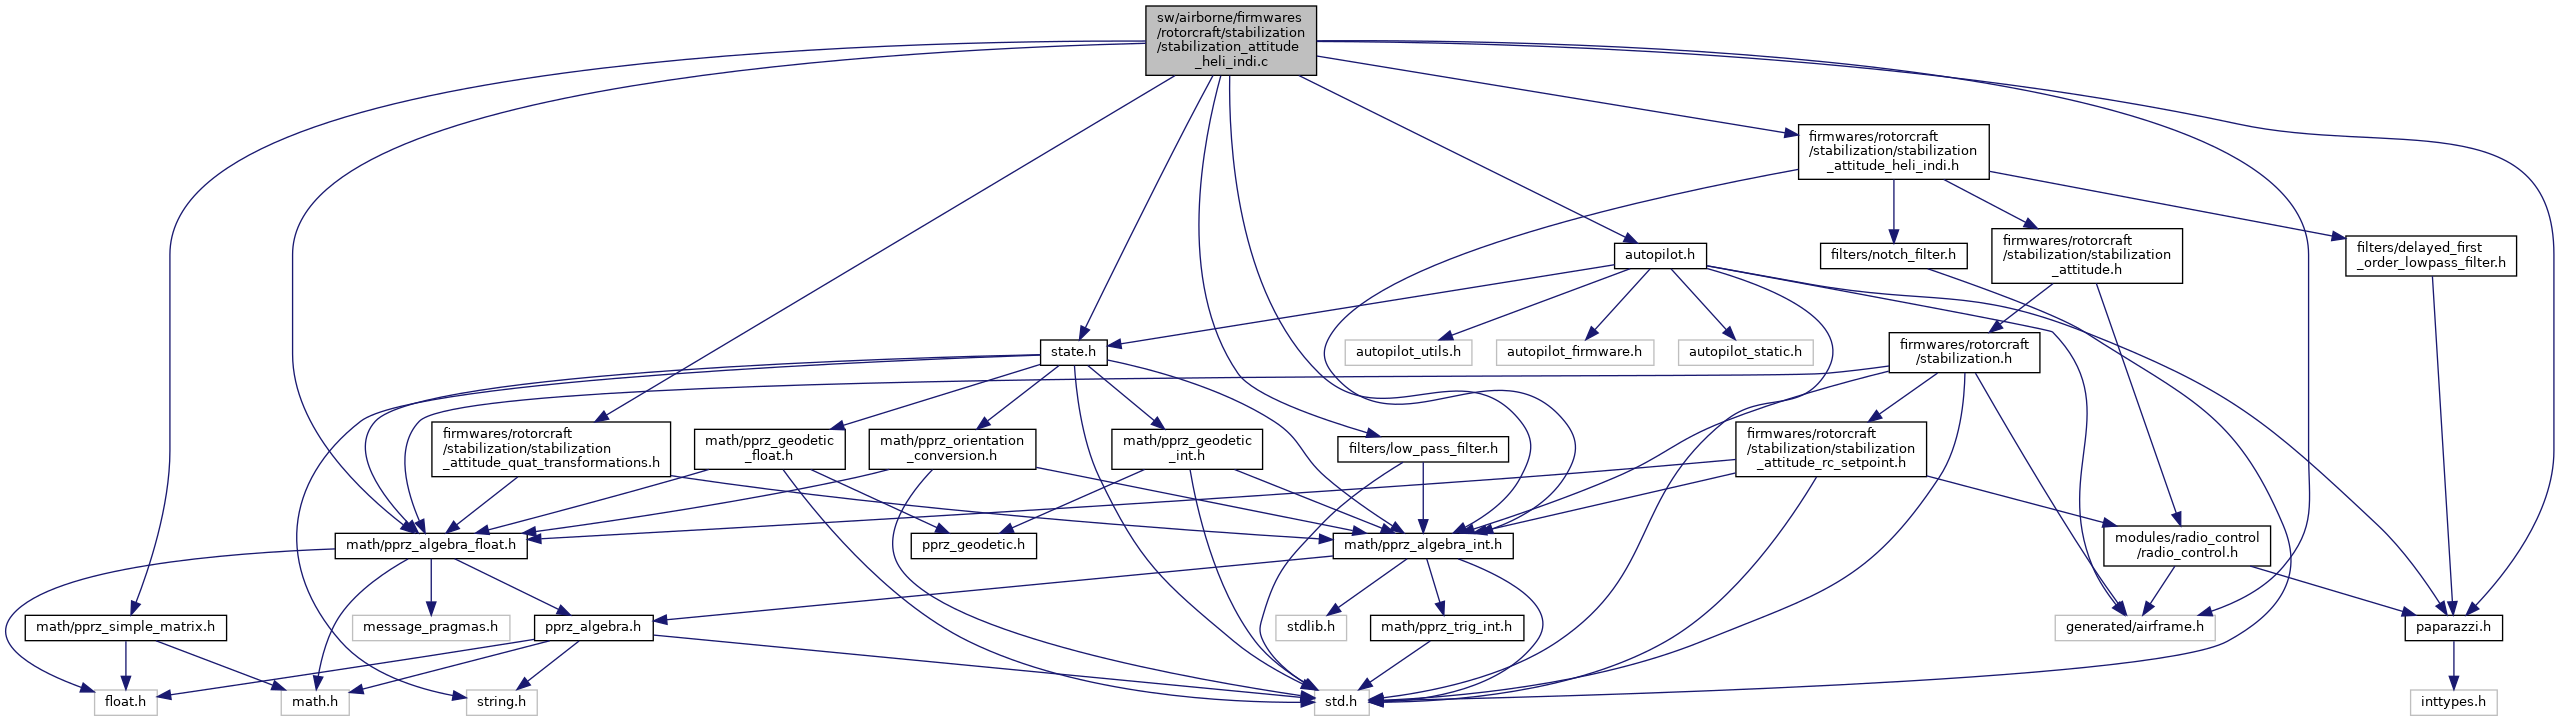 sw/airborne/firmwares
/rotorcraft/stabilization
/stabilization_attitude
_heli_indi.c
firmwares/rotorcraft
/stabilization/stabilization
_attitude_heli_indi.h
autopilot.h
filters/notch_filter.h
firmwares/rotorcraft
/stabilization/stabilization
_attitude.h
filters/delayed_first
_order_lowpass_filter.h
state.h
autopilot_utils.h
autopilot_firmware.h
autopilot_static.h
firmwares/rotorcraft
/stabilization.h
firmwares/rotorcraft
/stabilization/stabilization
_attitude_quat_transformations.h
math/pprz_geodetic
_float.h
math/pprz_orientation
_conversion.h
math/pprz_geodetic
_int.h
filters/low_pass_filter.h
firmwares/rotorcraft
/stabilization/stabilization
_attitude_rc_setpoint.h
math/pprz_algebra_float.h
pprz_geodetic.h
math/pprz_algebra_int.h
modules/radio_control
/radio_control.h
math/pprz_simple_matrix.h
message_pragmas.h
pprz_algebra.h
stdlib.h
math/pprz_trig_int.h
generated/airframe.h
paparazzi.h
float.h
math.h
string.h
std.h
inttypes.h